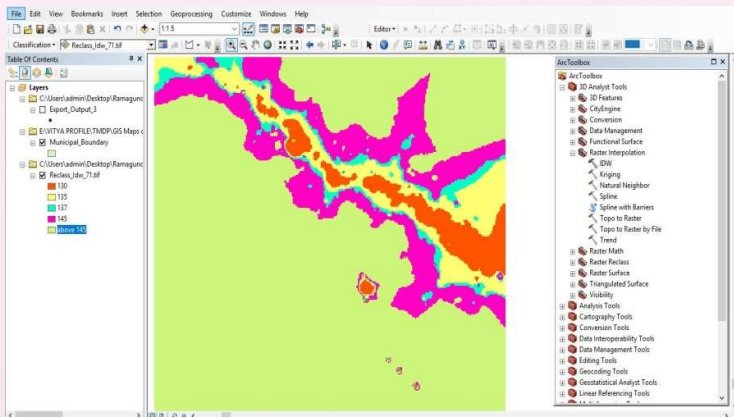 File Edit View Bookmarks Insert Selection Geoprocessing Customize Windows Help
1:1.5 Editor
Classification Reclass_Idw_71.tif
Table Of Contents
Layers
C:\Users\admin\Desktop\Ramagunc
Export_Output_3
E:\VITYA PROFILE\TMDP\GIS Maps c
Municipal_Boundary
C:\Users\admin\Desktop\Ramagunc
Reclass_Idw_71.tif
130
135
137
145
above 145
ArcToolbox
ArcToolbox
3D Analyst Tools
3D Features
CityEngine
Conversion
Data Management
Functional Surface
Raster Interpolation
IDW
Kriging
Natural Neighbor
Spline
Spline with Barriers
Topo to Raster
Topo to Raster by File
Trend
Raster Math
Raster Reclass
Raster Surface
Triangulated Surface
Visibility
Analysis Tools
Cartography Tools
Conversion Tools
Data Interoperability Tools
Data Management Tools
Editing Tools
Geocoding Tools
Geostatistical Analyst Tools
Linear Referencing Tools